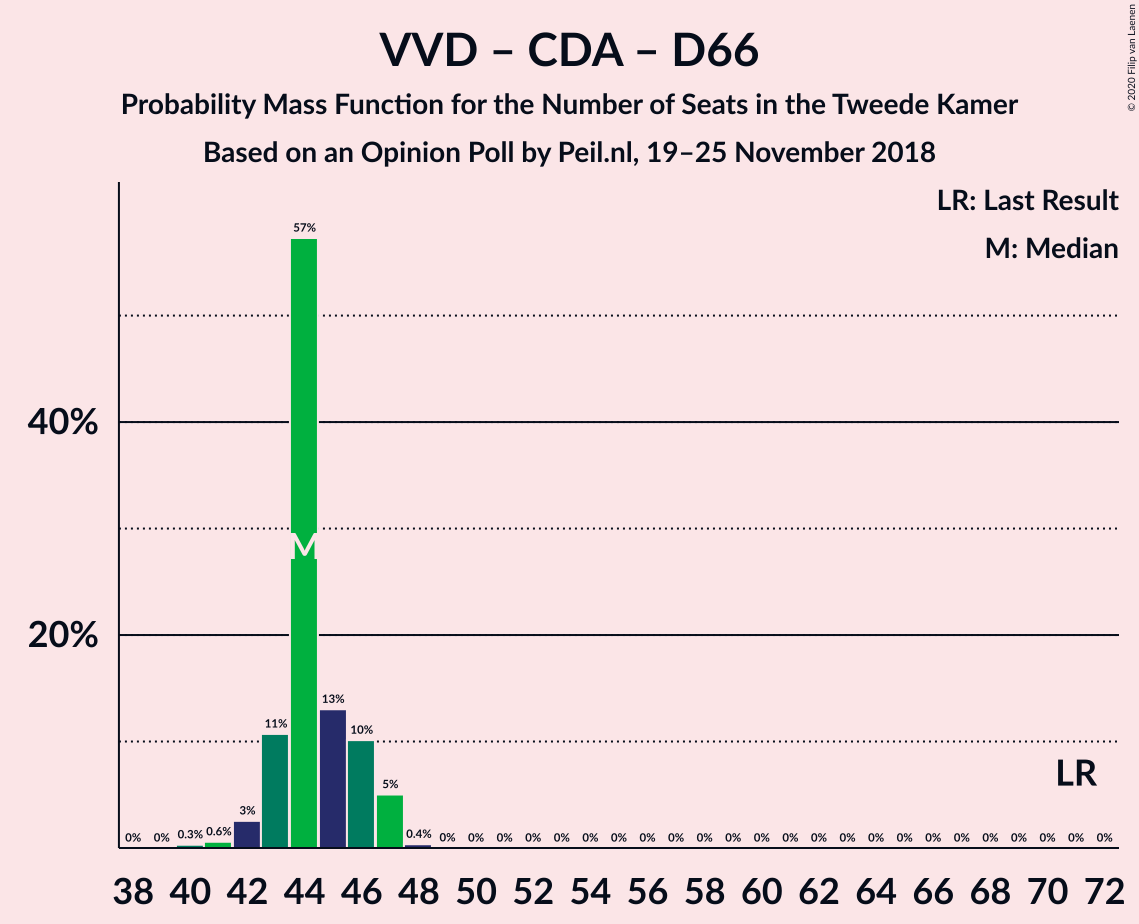 VVD – CDA – D66
Probability Mass Function for the Number of Seats in the Tweede Kamer
Based on an Opinion Poll by Peil.nl, 19–25 November 2018
© 2020 Filip van Laenen
LR: Last Result
M: Median
57%
40%
M
20%
13%
11%
10%
LR
5%
3%
0% 0% 0.3% 0.6% 0.4% 0% 0% 0% 0% 0% 0% 0% 0% 0% 0% 0% 0% 0% 0% 0% 0% 0% 0% 0% 0% 0% 0% 0% 0%
38 40 42 44 46 48 50 52 54 56 58 60 62 64 66 68 70 72